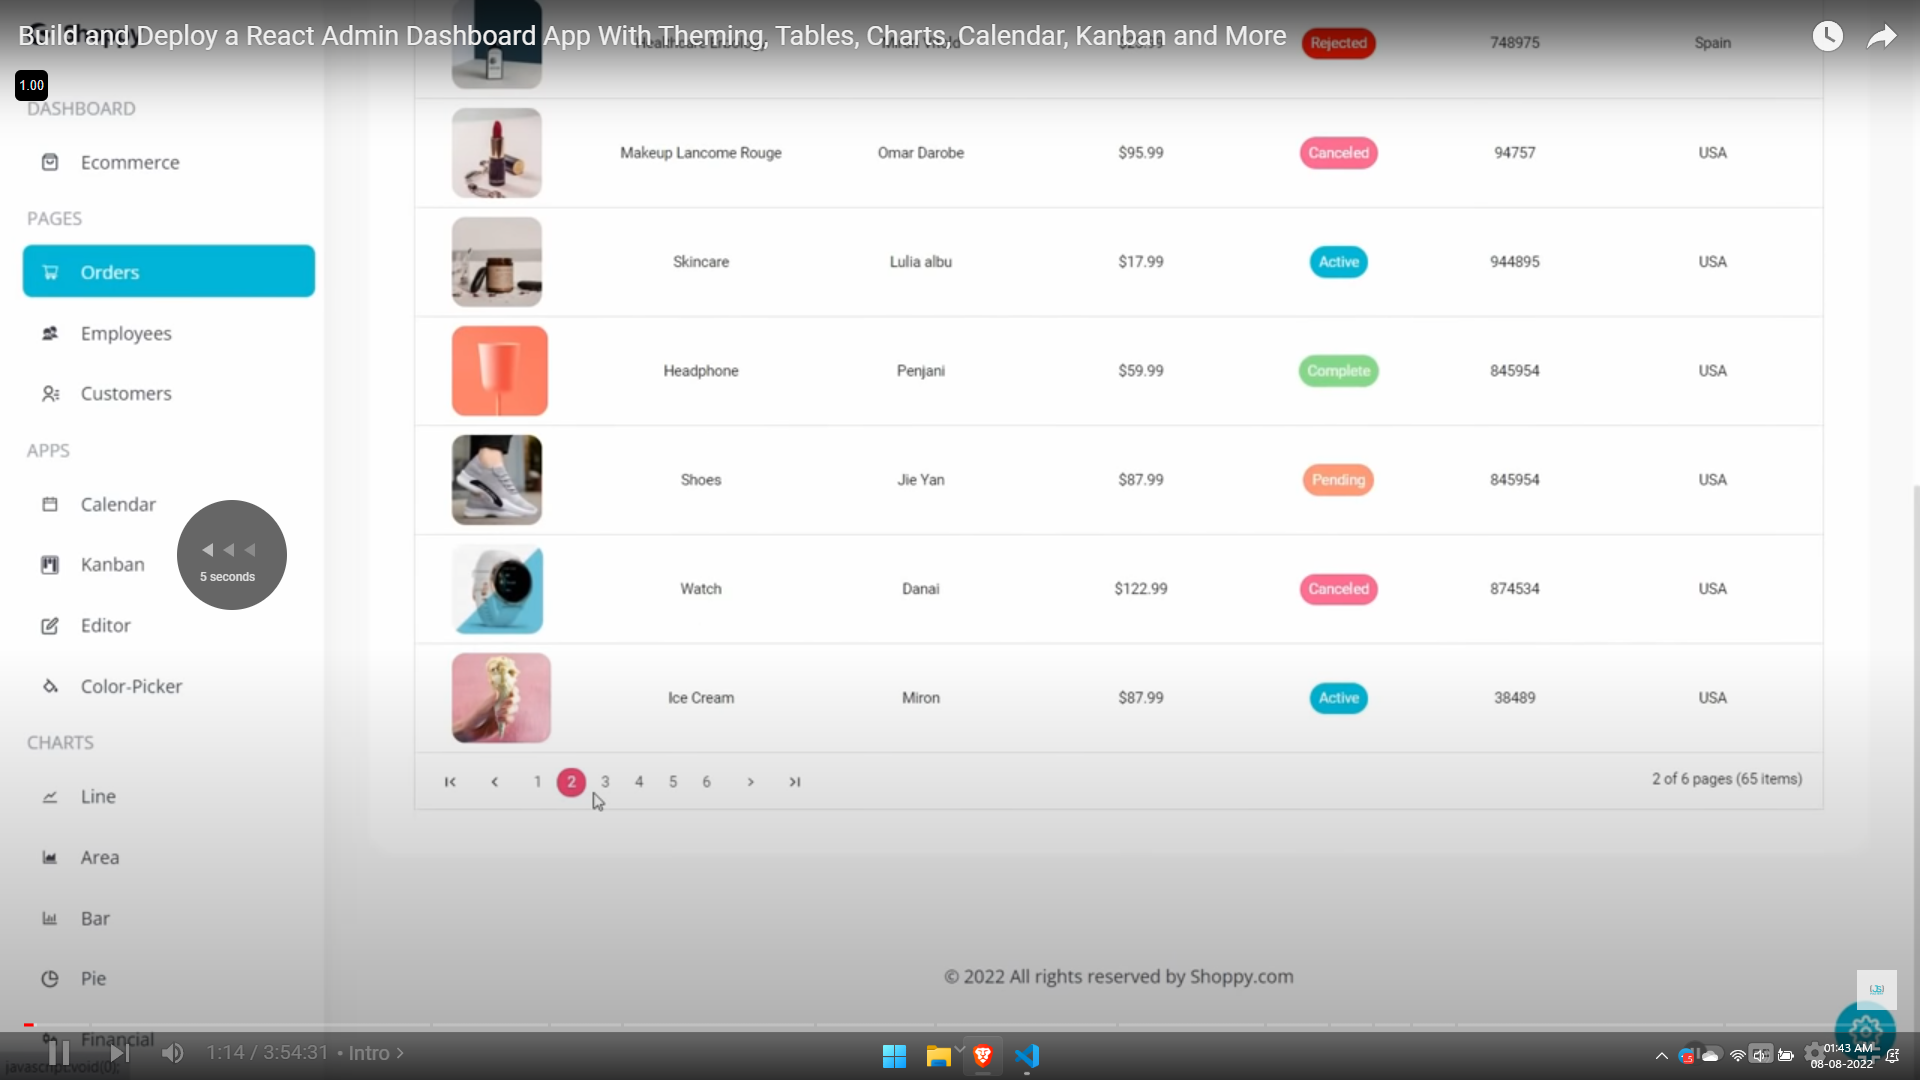 Build and Deploy a React Admin Dashboard App With Theming, Tables, Charts, Calendar, Kanban and More
Rejected 748975 Spain
1.00
DASHBOARD
Makeup Lancome Rouge Omar Darobe $95.99 Canceled 94757 USA
Ecommerce
PAGES
Skincare Lulia albu $17.99 Active 944895 USA
Orders
Employees
Headphone Penjani $59.99 Complete 845954 USA
Customers
APPS
Shoes Jie Yan $87.99 Pending 845954 USA
Calendar
Kanban
5 seconds
Watch Danai $122.99 Canceled 874534 USA
Editor
Color-Picker
Ice Cream Miron $87.99 Active 38489 USA
CHARTS
1 2 3 4 5 6 2 of 6 pages (65 items)
Line
Area
Bar
Pie
© 2022 All rights reserved by Shoppy.com
Financial
1:14 / 3:54:31 • Intro
javascript:void(0);
01:43 AM
08-08-2022